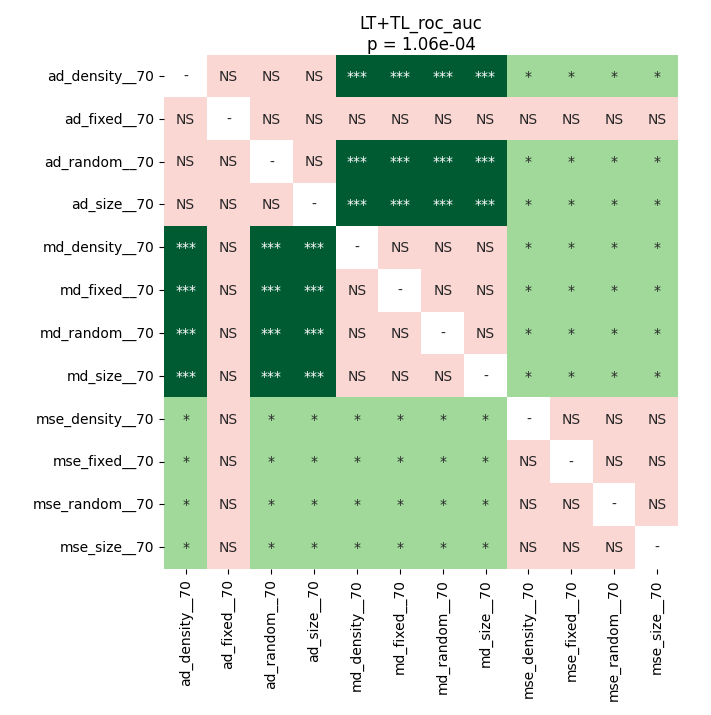 LT+TL_roc_auc
p = 1.06e-04
ad_density__70 - NS NS NS *** *** *** *** * * * *
ad_fixed__70 NS - NS NS NS NS NS NS NS NS NS NS
ad_random__70 NS NS - NS *** *** *** *** * * * *
ad_size__70 NS NS NS - *** *** *** *** * * * *
md_density__70 *** NS *** *** - NS NS NS * * * *
md_fixed__70 *** NS *** *** NS - NS NS * * * *
md_random__70 *** NS *** *** NS NS - NS * * * *
md_size__70 *** NS *** *** NS NS NS - * * * *
mse_density__70 * NS * * * * * * - NS NS NS
mse_fixed__70 * NS * * * * * * NS - NS NS
mse_random__70 * NS * * * * * * NS NS - NS
mse_size__70 * NS * * * * * * NS NS NS -
ad_density__70
ad_fixed__70
ad_random__70
ad_size__70
md_density__70
md_fixed__70
md_random__70
md_size__70
mse_density__70
mse_fixed__70
mse_random__70
mse_size__70